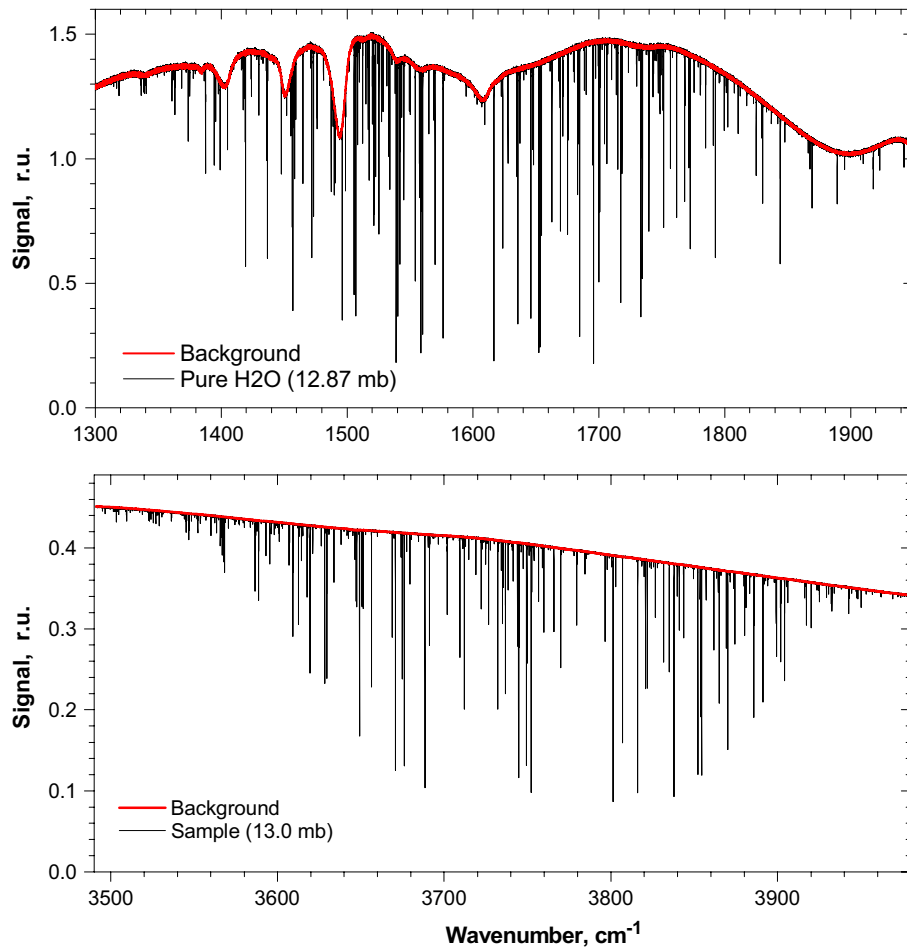 1.5
1.0
0.5
0.0
Signal, r.u.
Background
Pure H2O (12.87 mb)
1300 1400 1500 1600 1700 1800 1900
0.4
0.3
0.2
0.1
0.0
Signal, r.u.
Background
Sample (13.0 mb)
3500 3600 3700 3800 3900
Wavenumber, cm⁻¹